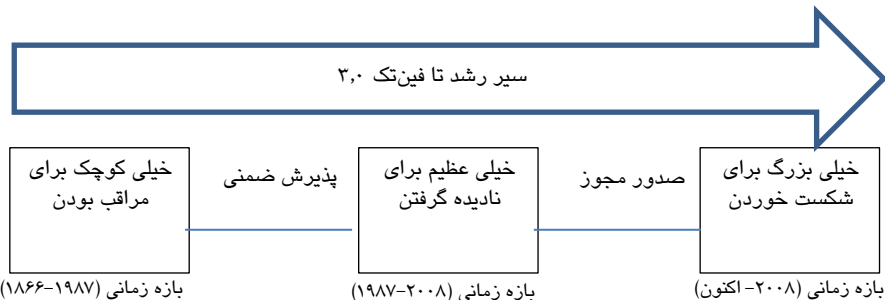 سیر رشد تا فین‌تک ۳,۰
خیلی کوچک برای
مراقب بودن
پذیرش ضمنی
خیلی عظیم برای
نادیده گرفتن
صدور مجوز
خیلی بزرگ برای
شکست خوردن
بازه زمانی (۱۹۸۷-۱۸۶۶)
بازه زمانی (۲۰۰۸-۱۹۸۷)
بازه زمانی (۲۰۰۸- اکنون)